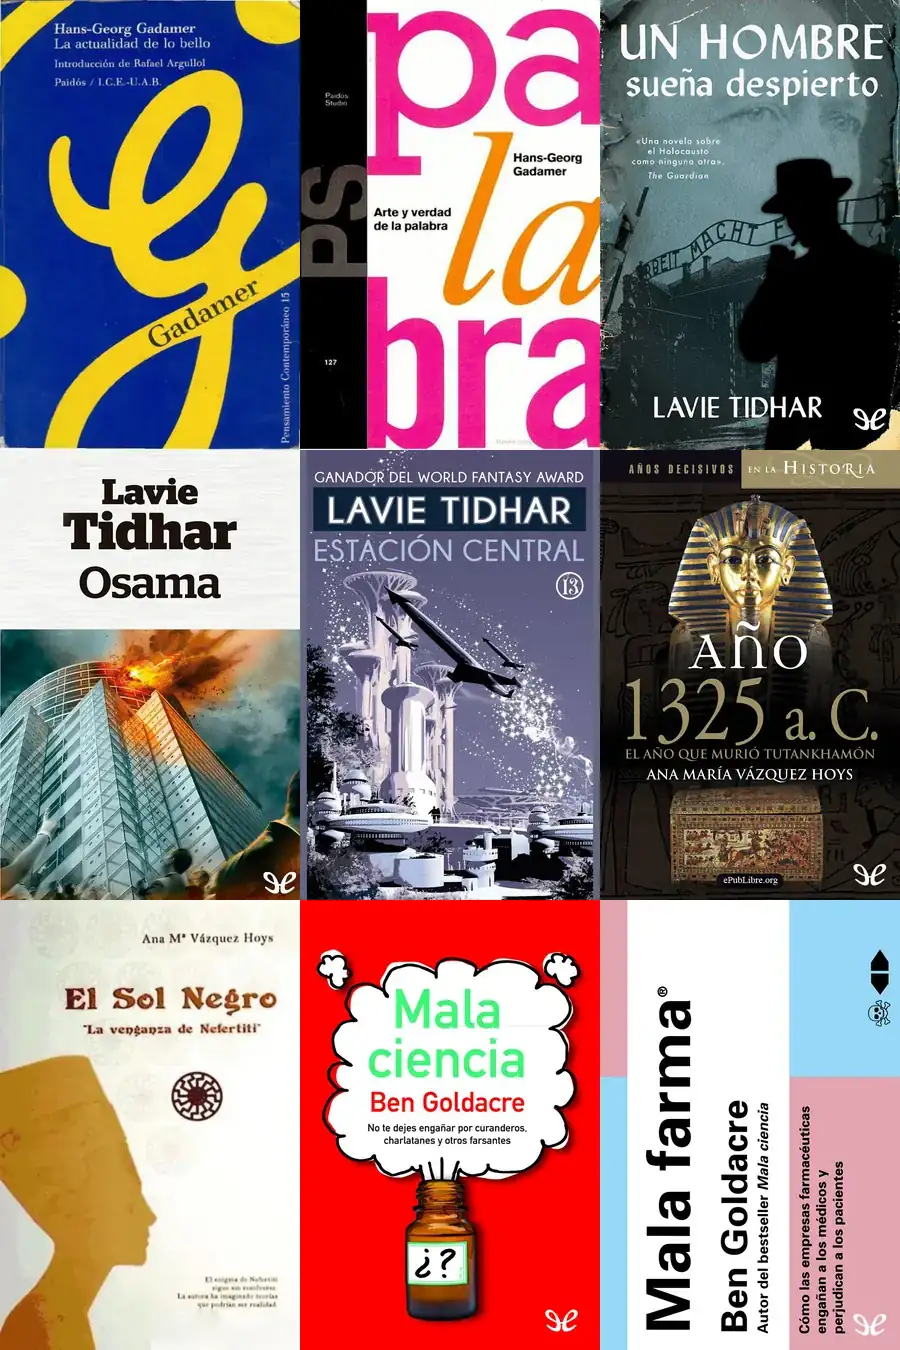 Hans-Georg Gadamer
La actualidad de lo bello
Introducción de Rafael Argullol
Paidós / I.C.E.-U.A.B.
Gadamer
Pensamiento Contemporáneo 15
Paidós
Studio
PS
127
pa
la
bra
Hans-Georg
Gadamer
Arte y verdad
de la palabra
UN HOMBRE
sueña despierto
«Una novela sobre
el Holocausto
como ninguna otra».
The Guardian
ARBEIT MACHT F
LAVIE TIDHAR
Lavie
Tidhar
Osama
GANADOR DEL WORLD FANTASY AWARD
LAVIE TIDHAR
ESTACIÓN CENTRAL
13
AÑOS DECISIVOS EN LA HISTORIA
AÑO
1325 a. C.
EL AÑO QUE MURIÓ TUTANKHAMÓN
ANA MARÍA VÁZQUEZ HOYS
ePubLibre.org
Ana Mª Vázquez Hoys
El Sol Negro
"La venganza de Nefertiti"
El enigma de Nefertiti
sigue sin resolverse.
La autora ha imaginado teorías
que podrían ser realidad.
Mala
ciencia
Ben Goldacre
No te dejes engañar por curanderos,
charlatanes y otros farsantes
¿?
Mala farma®
Ben Goldacre
Autor del bestseller Mala ciencia
Cómo las empresas farmacéuticas
engañan a los médicos y
perjudican a los pacientes